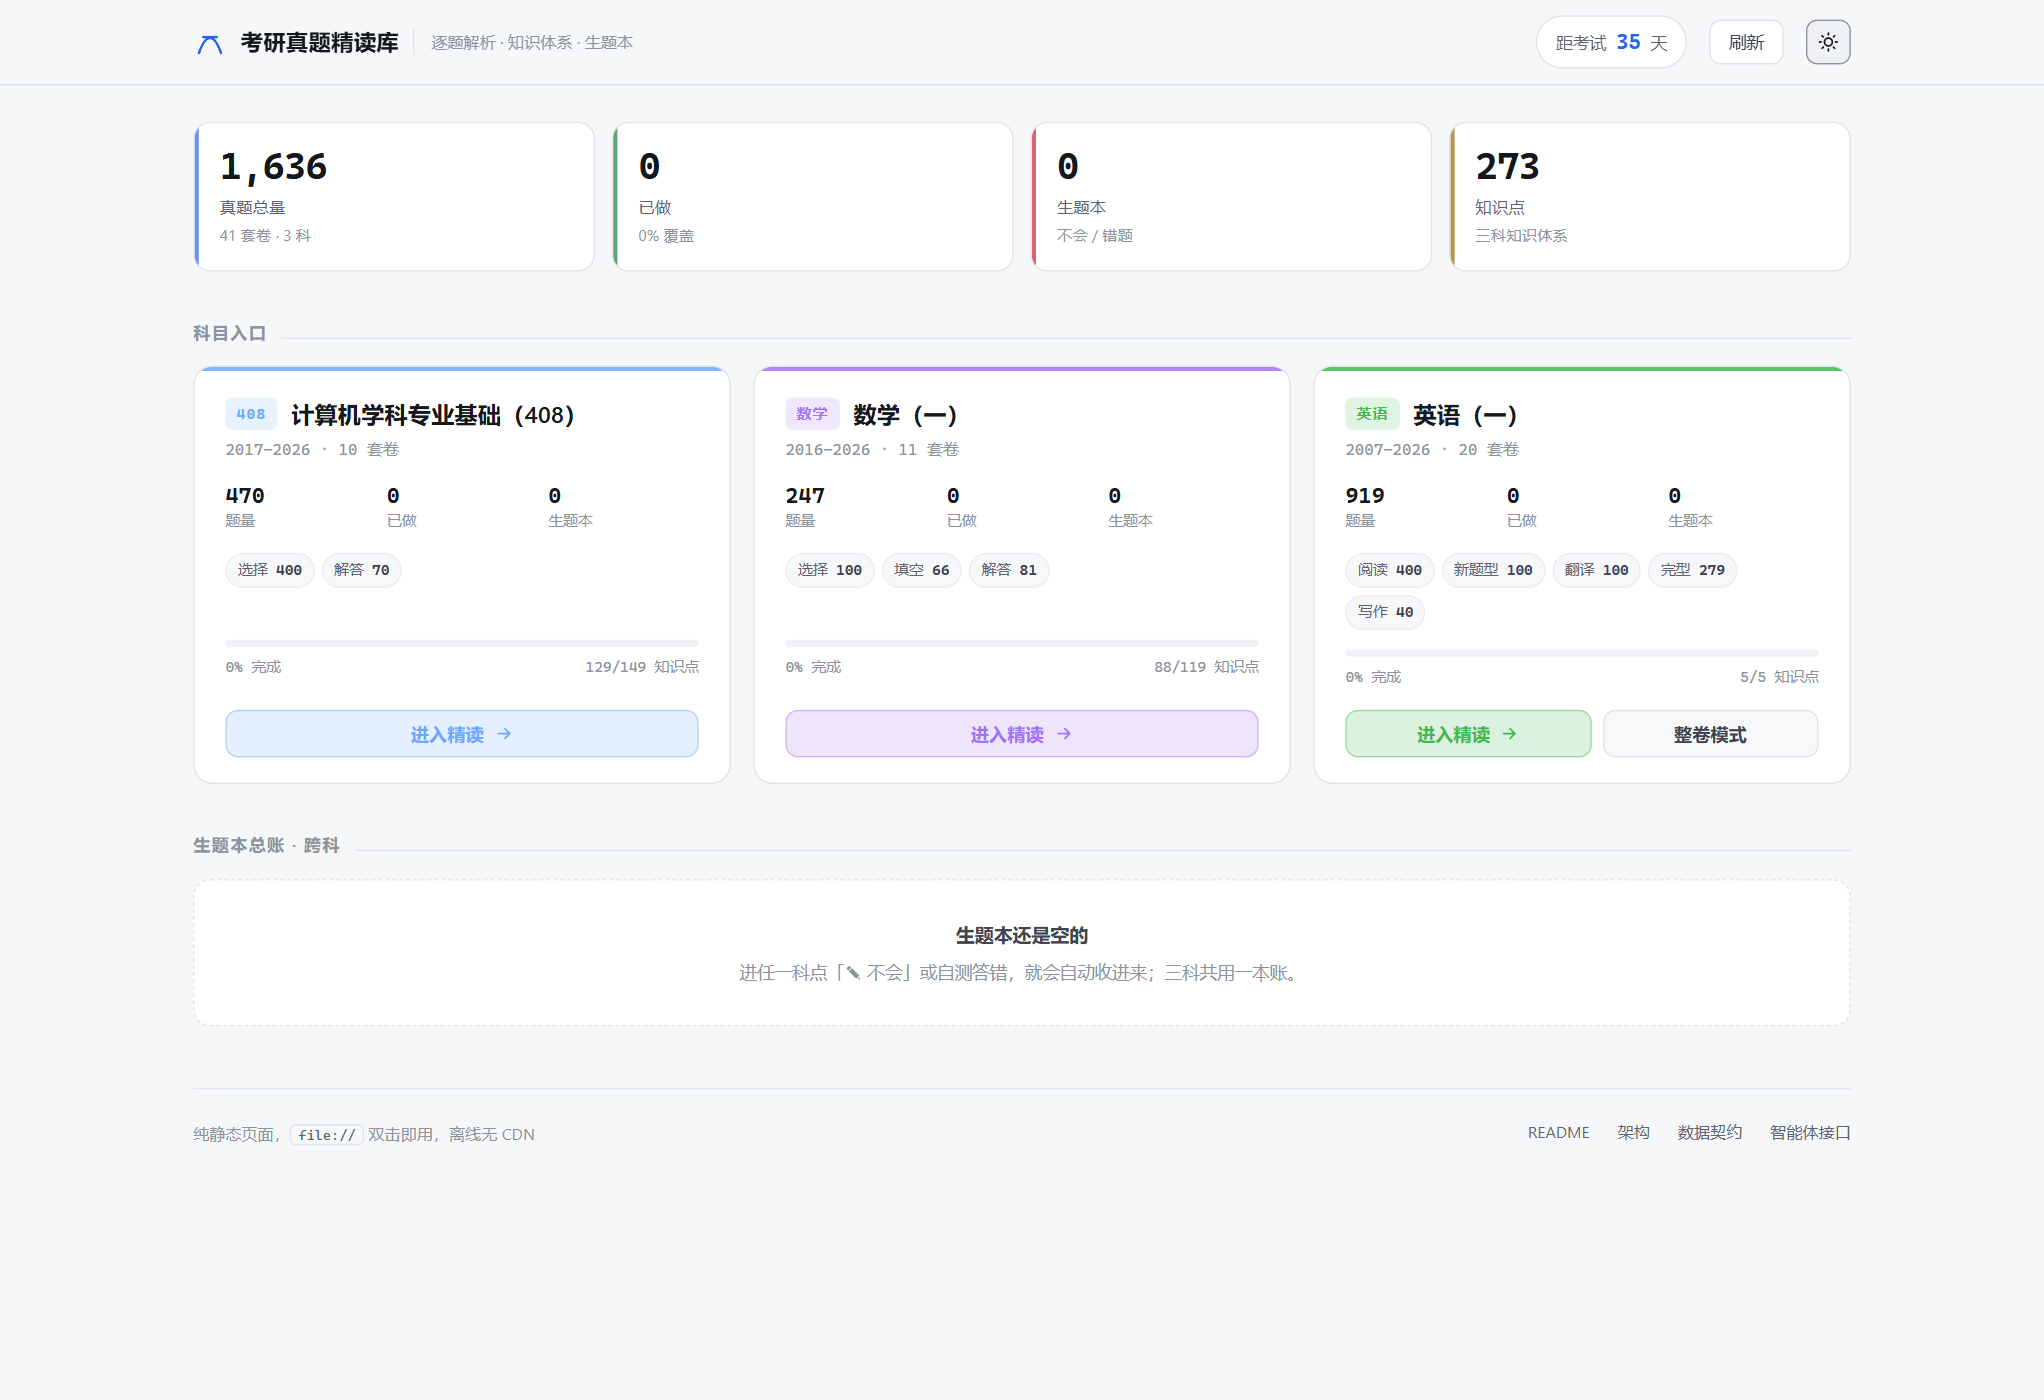 考研真题精读库
逐题解析 · 知识体系 · 生题本
距考试 35 天
刷新
1,636
真题总量
41 套卷 · 3 科
0
已做
0% 覆盖
0
生题本
不会 / 错题
273
知识点
三科知识体系
科目入口
408 计算机学科专业基础（408）
2017–2026 · 10 套卷
470 0 0
题量 已做 生题本
选择 400 解答 70
0% 完成 129/149 知识点
进入精读 →
数学 数学（一）
2016–2026 · 11 套卷
247 0 0
题量 已做 生题本
选择 100 填空 66 解答 81
0% 完成 88/119 知识点
进入精读 →
英语 英语（一）
2007–2026 · 20 套卷
919 0 0
题量 已做 生题本
阅读 400 新题型 100 翻译 100 完型 279
写作 40
0% 完成 5/5 知识点
进入精读 → 整卷模式
生题本总账 · 跨科
生题本还是空的
进任一科点「✎ 不会」或自测答错，就会自动收进来；三科共用一本账。
纯静态页面，file:// 双击即用，离线无 CDN
README 架构 数据契约 智能体接口